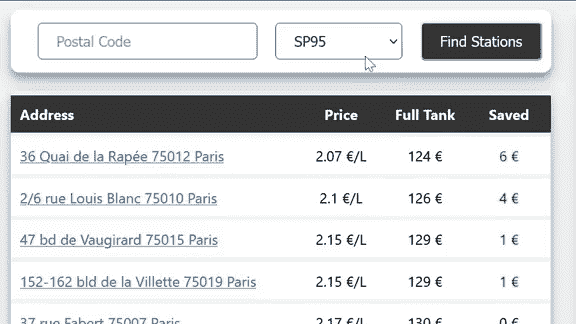 Postal Code SP95 Find Stations
Address Price Full Tank Saved
36 Quai de la Rapée 75012 Paris 2.07 €/L 124 € 6 €
2/6 rue Louis Blanc 75010 Paris 2.1 €/L 126 € 4 €
47 bd de Vaugirard 75015 Paris 2.15 €/L 129 € 1 €
152-162 bld de la Villette 75019 Paris 2.15 €/L 129 € 1 €
37 rue Fabert 75007 Paris 2.17 €/L 130 € 0 €